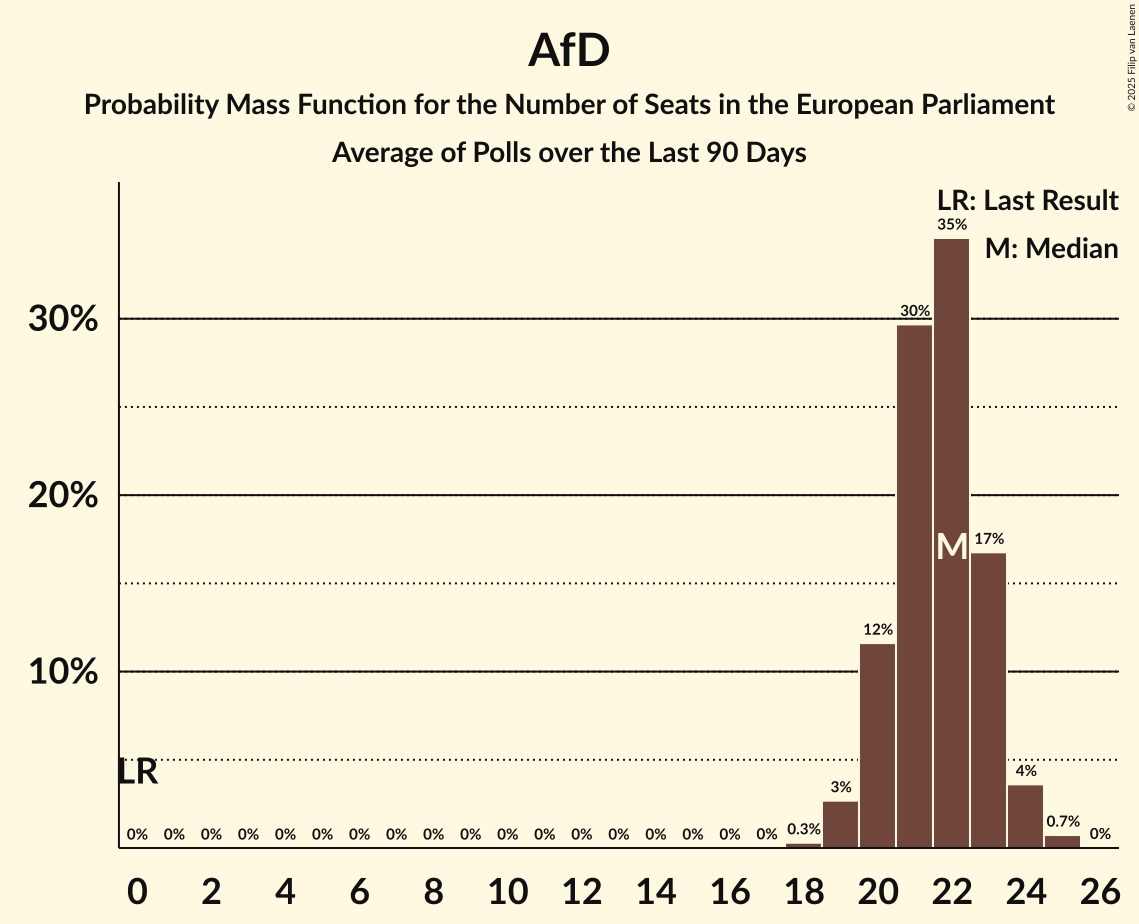 AfD
Probability Mass Function for the Number of Seats in the European Parliament
Average of Polls over the Last 90 Days
© 2025 Filip van Laenen
LR: Last Result
M: Median
30%
20%
10%
LR
M
0% 0% 0% 0% 0% 0% 0% 0% 0% 0% 0% 0% 0% 0% 0% 0% 0% 0% 0.3% 3% 12% 30% 35% 17% 4% 0.7% 0%
0 2 4 6 8 10 12 14 16 18 20 22 24 26